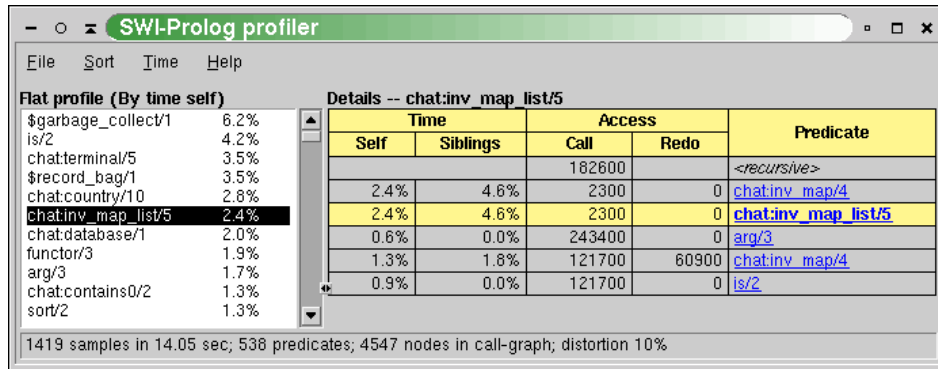 SWI-Prolog profiler
File Sort Time Help
Flat profile (By time self)
$garbage_collect/1 6.2%
is/2 4.2%
chat:terminal/5 3.5%
$record_bag/1 3.5%
chat:country/10 2.8%
chat:inv_map_list/5 2.4%
chat:database/1 2.0%
functor/3 1.9%
arg/3 1.7%
chat:contains0/2 1.3%
sort/2 1.3%
Details -- chat:inv_map_list/5
Time Access Predicate
Self Siblings Call Redo
182600 <recursive>
2.4% 4.6% 2300 0 chat:inv_map/4
2.4% 4.6% 2300 0 chat:inv_map_list/5
0.6% 0.0% 243400 0 arg/3
1.3% 1.8% 121700 60900 chat:inv_map/4
0.9% 0.0% 121700 0 is/2
1419 samples in 14.05 sec; 538 predicates; 4547 nodes in call-graph; distortion 10%